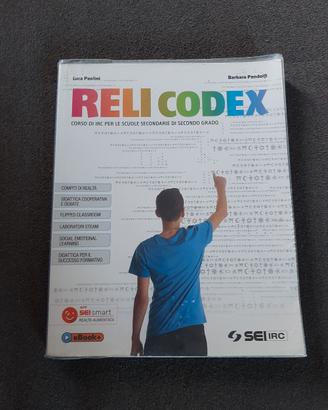 Luca Paolini
Barbara Pandolfi
RELI CODEX
CORSO DI IRC PER LE SCUOLE SECONDARIE DI SECONDO GRADO
COMPITI DI REALTÀ
DIDATTICA COOPERATIVA
E DEBATE
FLIPPED CLASSROOM
LABORATORI STEAM
SOCIAL EMOTIONAL
LEARNING
DIDATTICA PER IL
SUCCESSO FORMATIVO
SEI smart
REALTÀ AUMENTATA
eBook+
SEI IRC